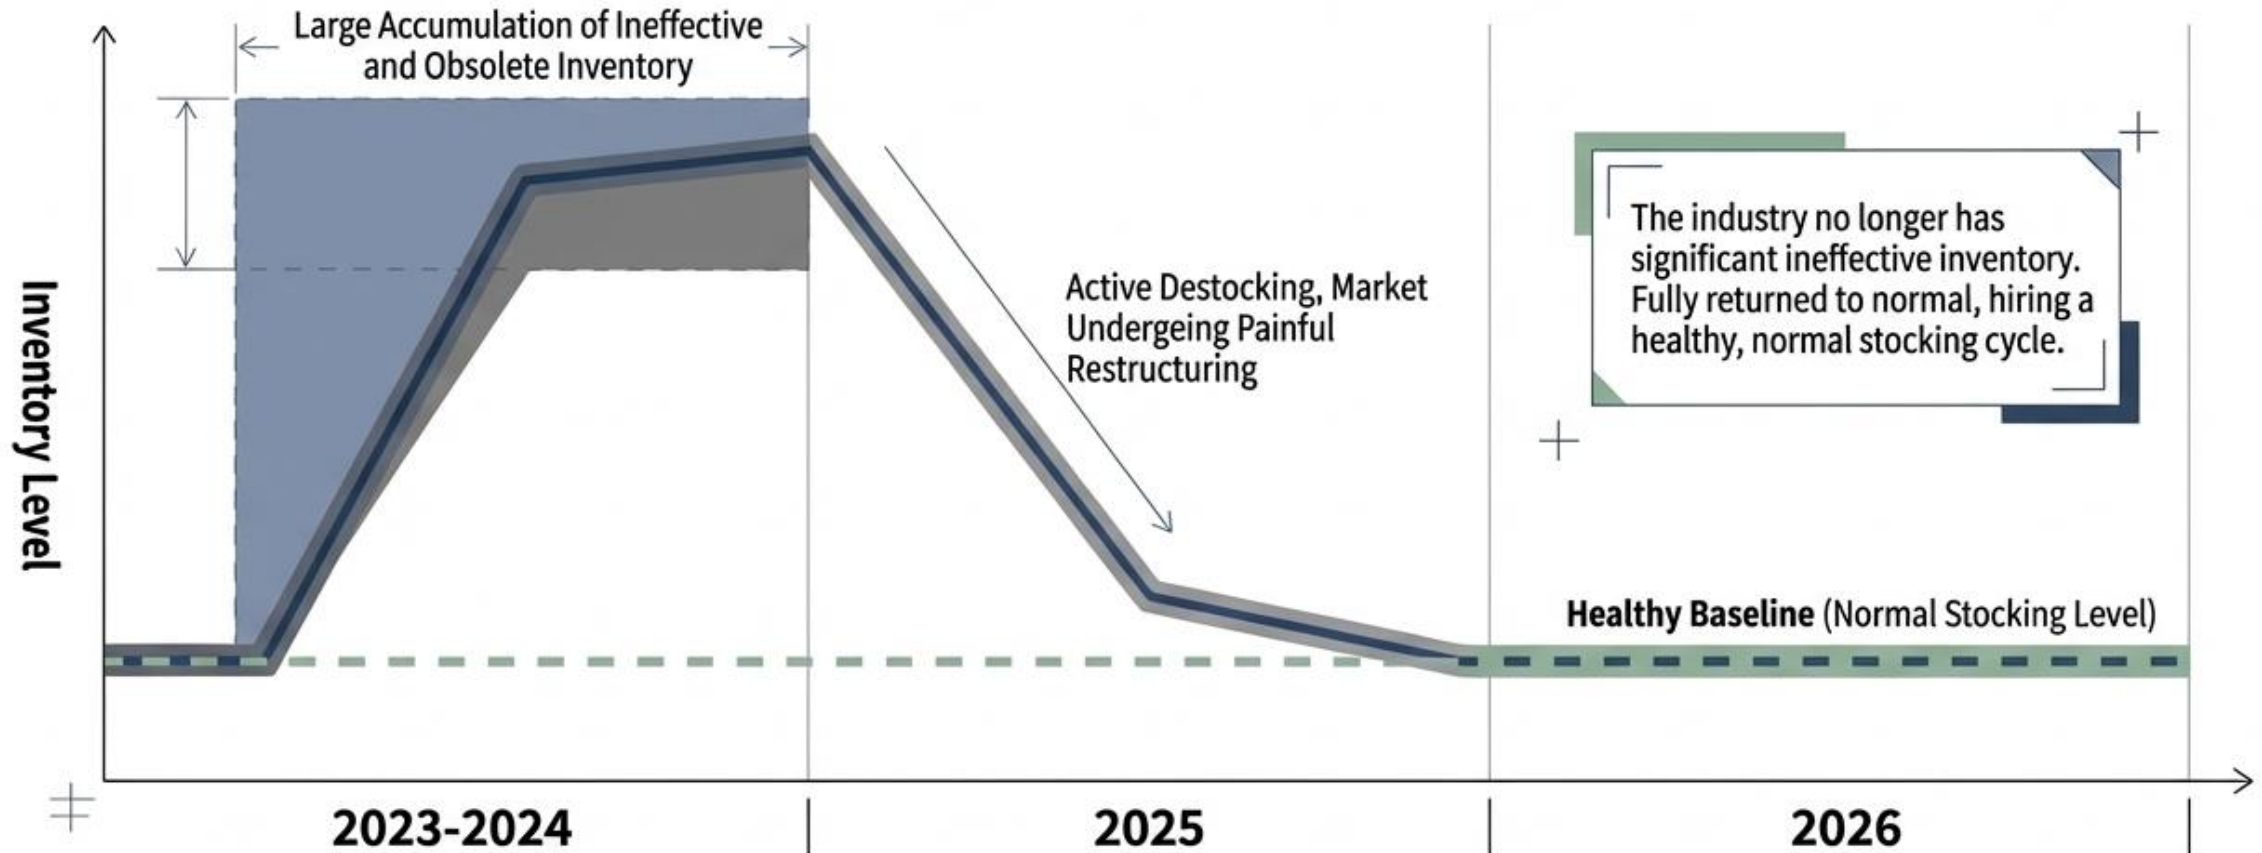 Large Accumulation of Ineffective
and Obsolete Inventory
Inventory Level
Active Destocking, Market
Undergeing Painful
Restructuring
The industry no longer has
significant ineffective inventory.
Fully returned to normal, hiring a
healthy, normal stocking cycle.
Healthy Baseline (Normal Stocking Level)
2023-2024
2025
2026